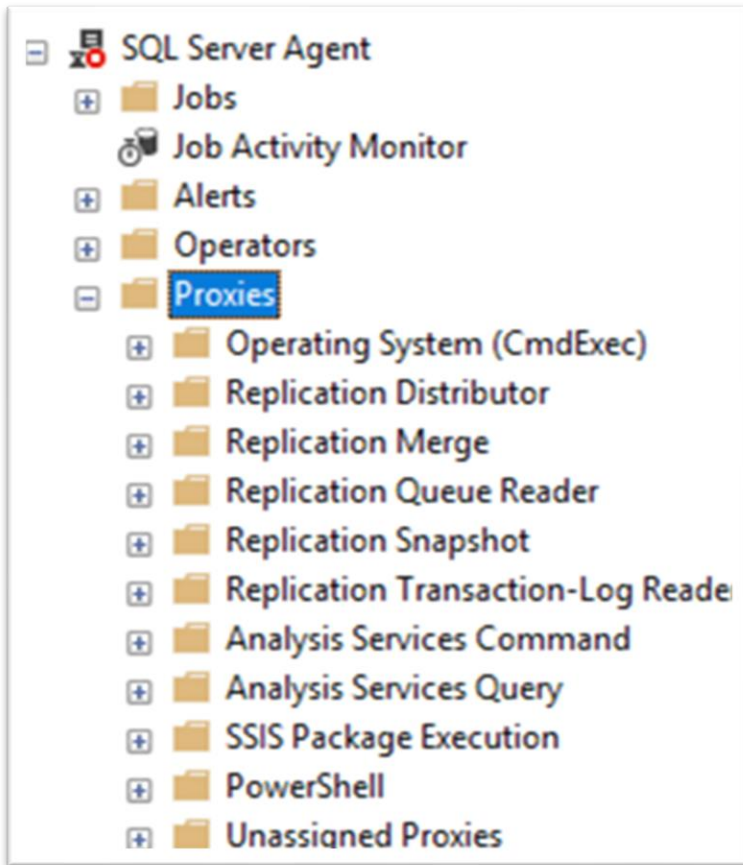 SQL Server Agent
Jobs
Job Activity Monitor
Alerts
Operators
Proxies
Operating System (CmdExec)
Replication Distributor
Replication Merge
Replication Queue Reader
Replication Snapshot
Replication Transaction-Log Reade
Analysis Services Command
Analysis Services Query
SSIS Package Execution
PowerShell
Unassigned Proxies